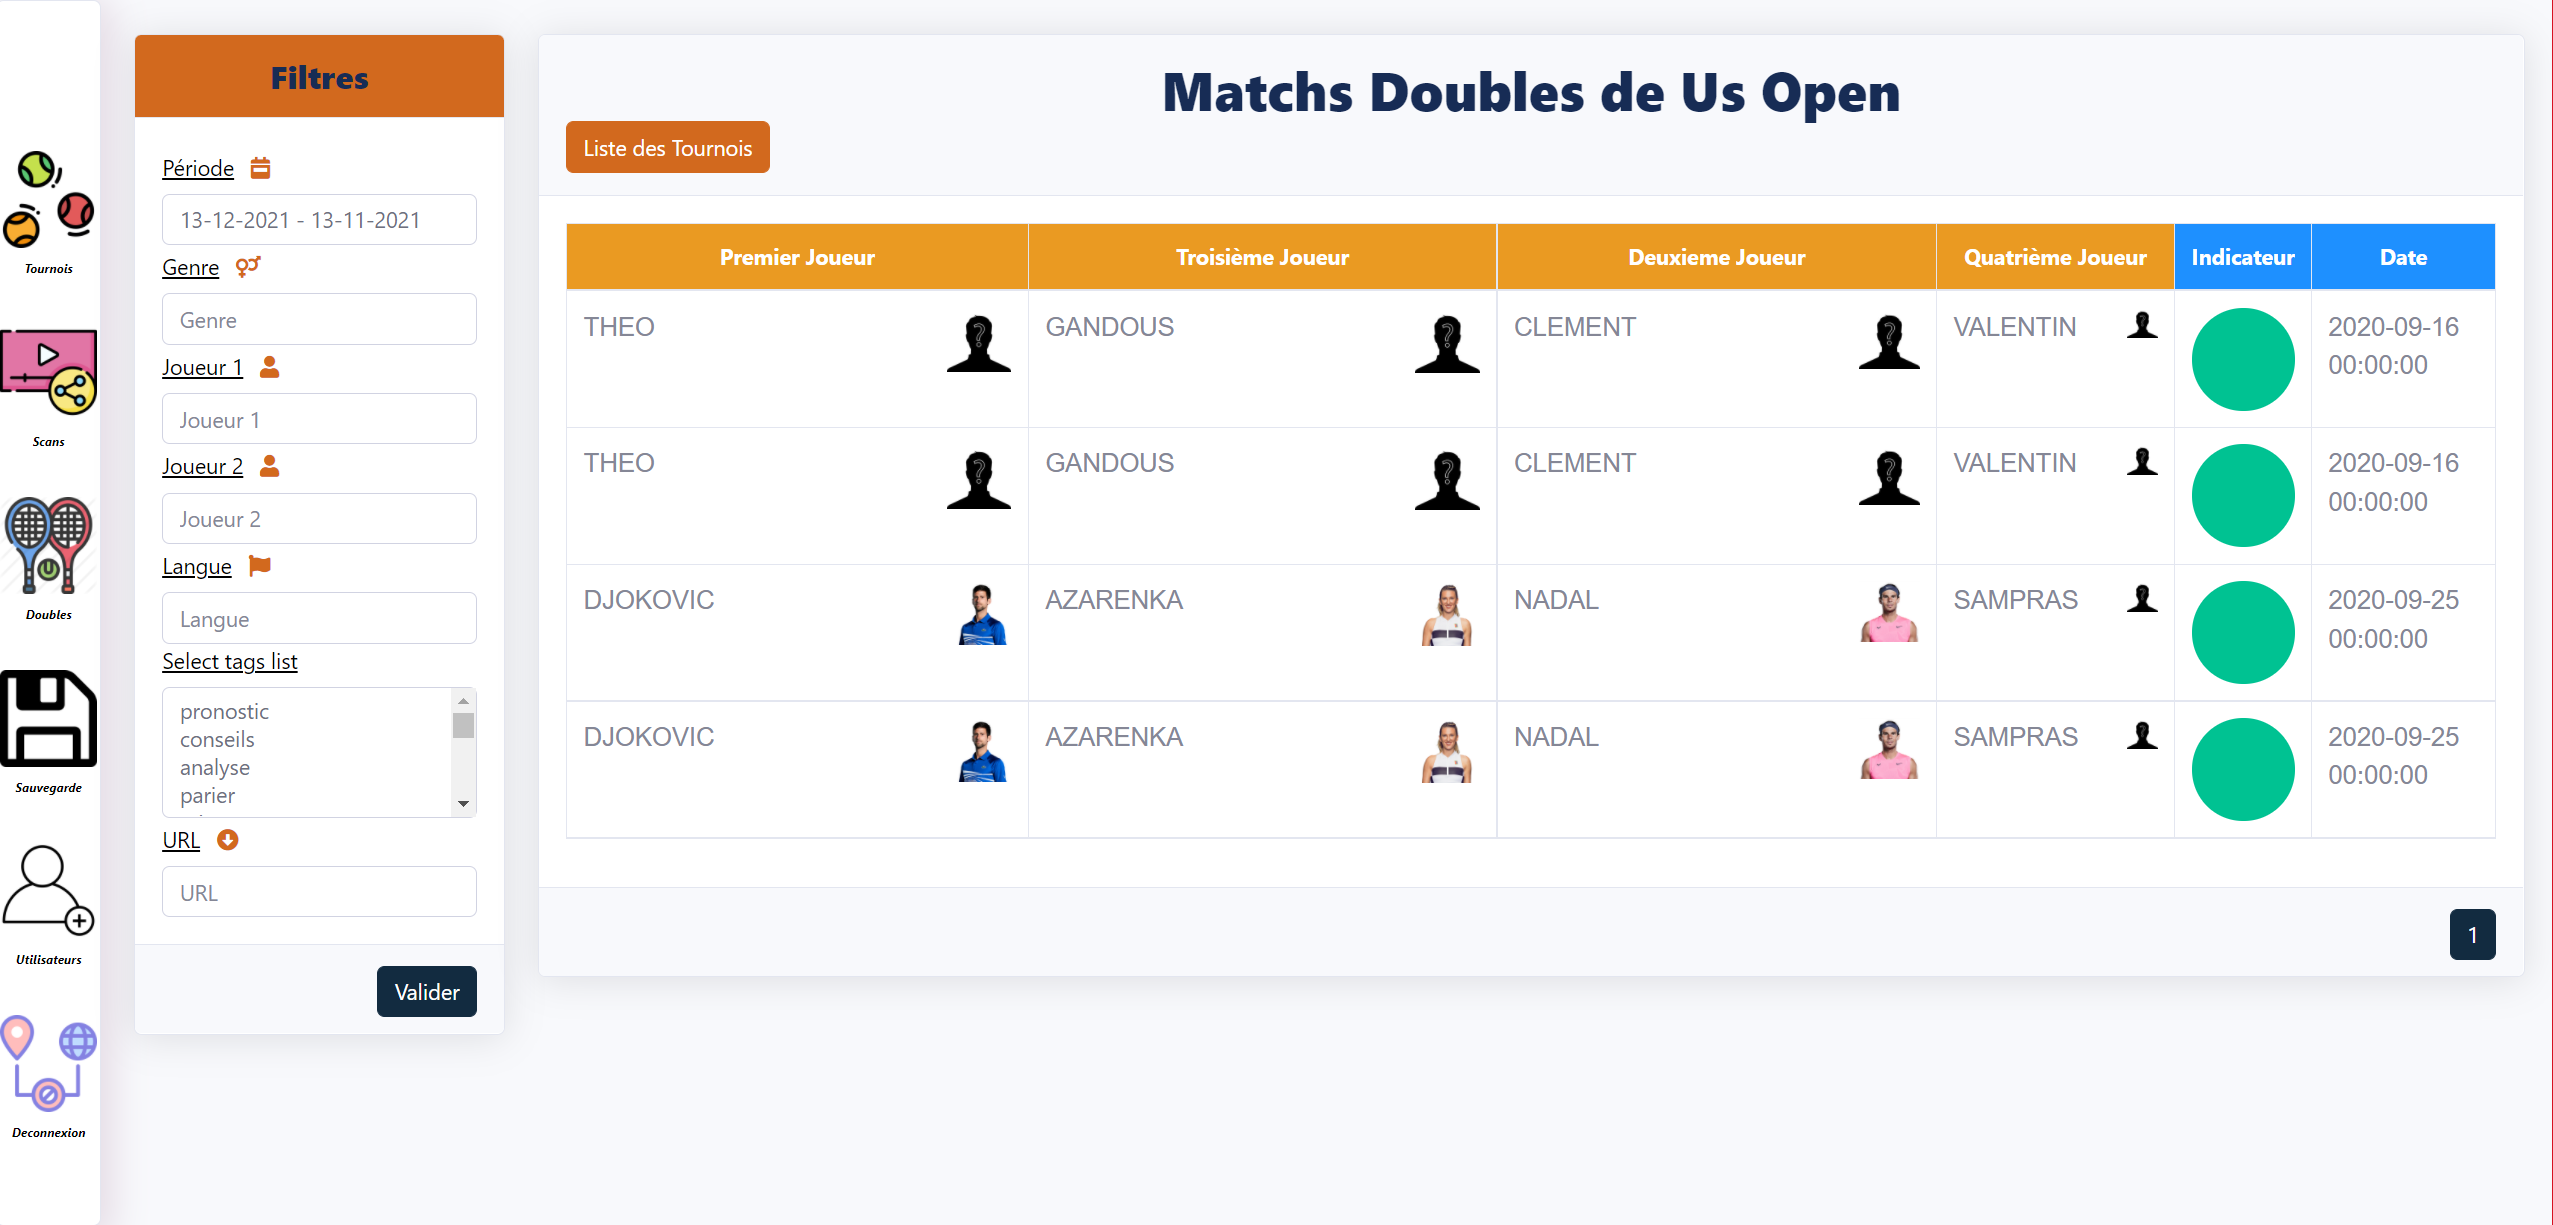 Tournois
Scans
Doubles
Sauvegarde
Utilisateurs
Deconnexion
Filtres
Période
13-12-2021 - 13-11-2021
Genre
Genre
Joueur 1
Joueur 1
Joueur 2
Joueur 2
Langue
Langue
Select tags list
pronostic
conseils
analyse
parier
URL
URL
Valider
Matchs Doubles de Us Open
Liste des Tournois
Premier Joueur Troisième Joueur Deuxieme Joueur Quatrième Joueur Indicateur Date
THEO GANDOUS CLEMENT VALENTIN 2020-09-16
00:00:00
THEO GANDOUS CLEMENT VALENTIN 2020-09-16
00:00:00
DJOKOVIC AZARENKA NADAL SAMPRAS 2020-09-25
00:00:00
DJOKOVIC AZARENKA NADAL SAMPRAS 2020-09-25
00:00:00
1